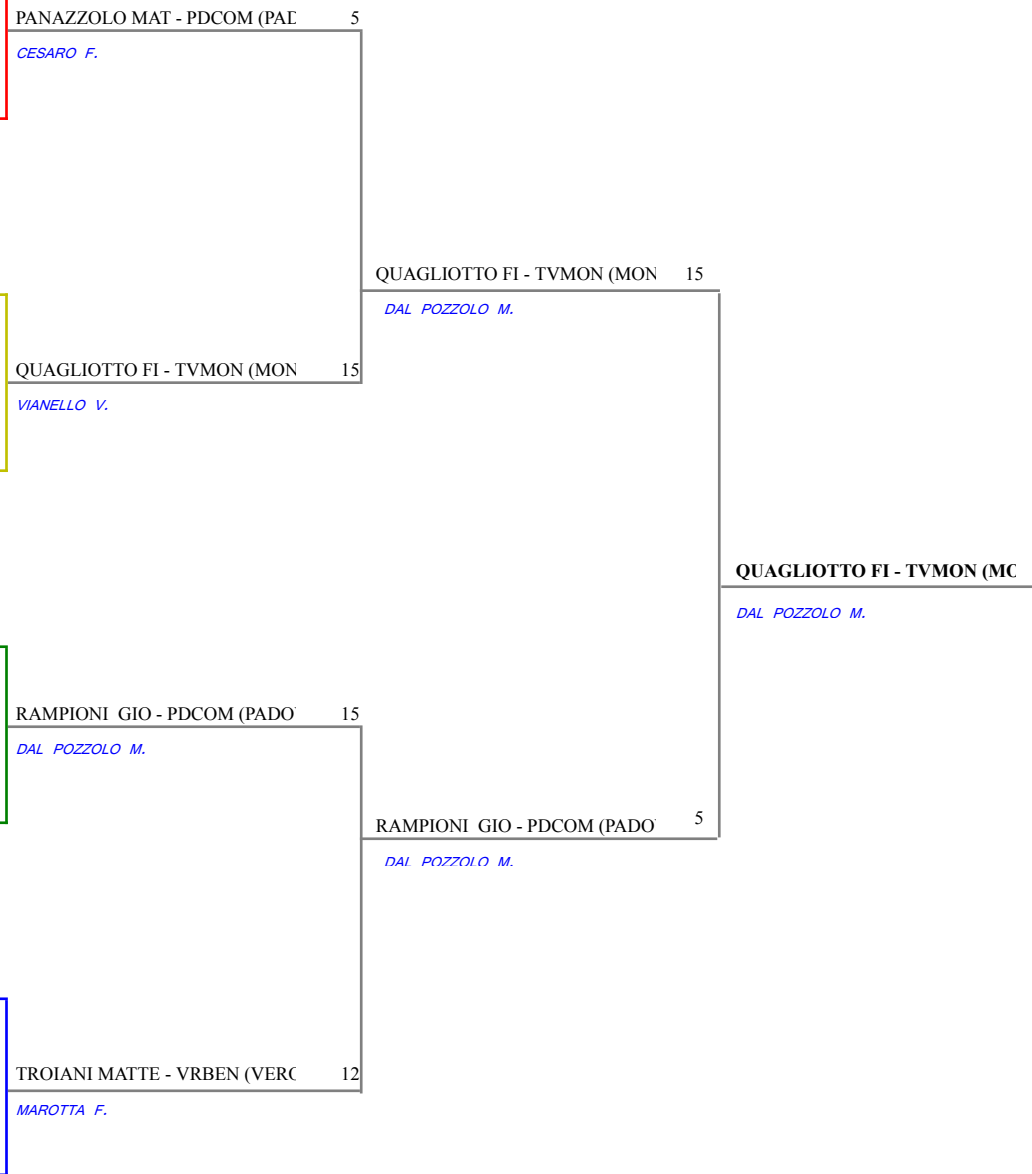 PANAZZOLO MAT - PDCOM (PAD 5
CESARO F.
QUAGLIOTTO FI - TVMON (MON 15
DAL POZZOLO M.
QUAGLIOTTO FI - TVMON (MON 15
VIANELLO V.
QUAGLIOTTO FI - TVMON (MO
DAL POZZOLO M.
RAMPIONI GIO - PDCOM (PADO 15
DAL POZZOLO M.
RAMPIONI GIO - PDCOM (PADO 5
DAL POZZOLO M.
TROIANI MATTE - VRBEN (VERO 12
MAROTTA F.